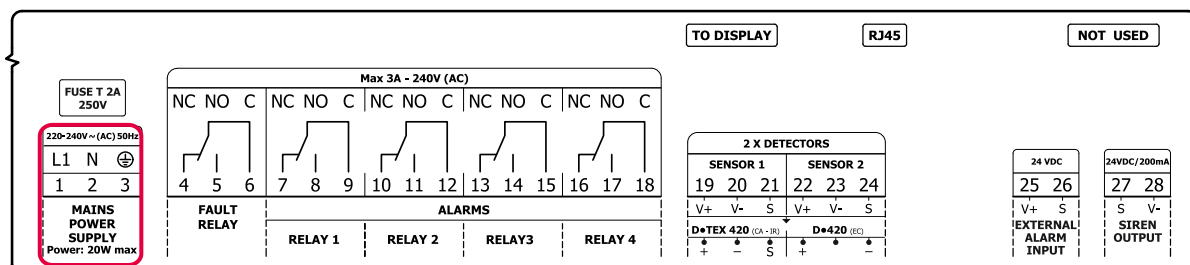 TO DISPLAY
RJ45
NOT USED
FUSE T 2A
250V
Max 3A - 240V (AC)
NC NO C NC NO C NC NO C NC NO C NC NO C
220-240V~(AC) 50Hz
L1 N
1 2 3
MAINS
POWER
SUPPLY
Power: 20W max
4 5 6 7 8 9 10 11 12 13 14 15 16 17 18
FAULT
RELAY
ALARMS
RELAY 1 RELAY 2 RELAY3 RELAY 4
2 X DETECTORS
SENSOR 1 SENSOR 2
19 20 21 22 23 24
V+ V- S V+ V- S
D•TEX 420 (CA - IR) D•420 (EC)
+ − S + −
24 VDC
25 26
V+ S
EXTERNAL
ALARM
INPUT
24VDC/200mA
27 28
S V-
SIREN
OUTPUT